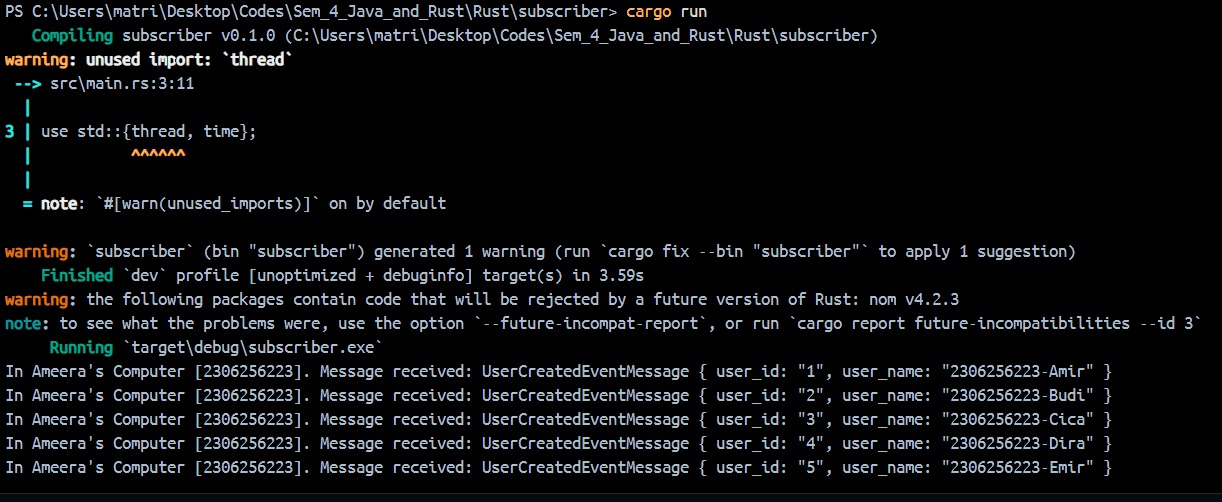 PS C:\Users\matri\Desktop\Codes\Sem_4_Java_and_Rust\Rust\subscriber> cargo run
   Compiling subscriber v0.1.0 (C:\Users\matri\Desktop\Codes\Sem_4_Java_and_Rust\Rust\subscriber)
warning: unused import: `thread`
 --> src\main.rs:3:11
  |
3 | use std::{thread, time};
  |           ^^^^^^
  |
  = note: `#[warn(unused_imports)]` on by default

warning: `subscriber` (bin "subscriber") generated 1 warning (run `cargo fix --bin "subscriber"` to apply 1 suggestion)
    Finished `dev` profile [unoptimized + debuginfo] target(s) in 3.59s
warning: the following packages contain code that will be rejected by a future version of Rust: nom v4.2.3
note: to see what the problems were, use the option `--future-incompat-report`, or run `cargo report future-incompatibilities --id 3`
     Running `target\debug\subscriber.exe`
In Ameera's Computer [2306256223]. Message received: UserCreatedEventMessage { user_id: "1", user_name: "2306256223-Amir" }
In Ameera's Computer [2306256223]. Message received: UserCreatedEventMessage { user_id: "2", user_name: "2306256223-Budi" }
In Ameera's Computer [2306256223]. Message received: UserCreatedEventMessage { user_id: "3", user_name: "2306256223-Cica" }
In Ameera's Computer [2306256223]. Message received: UserCreatedEventMessage { user_id: "4", user_name: "2306256223-Dira" }
In Ameera's Computer [2306256223]. Message received: UserCreatedEventMessage { user_id: "5", user_name: "2306256223-Emir" }